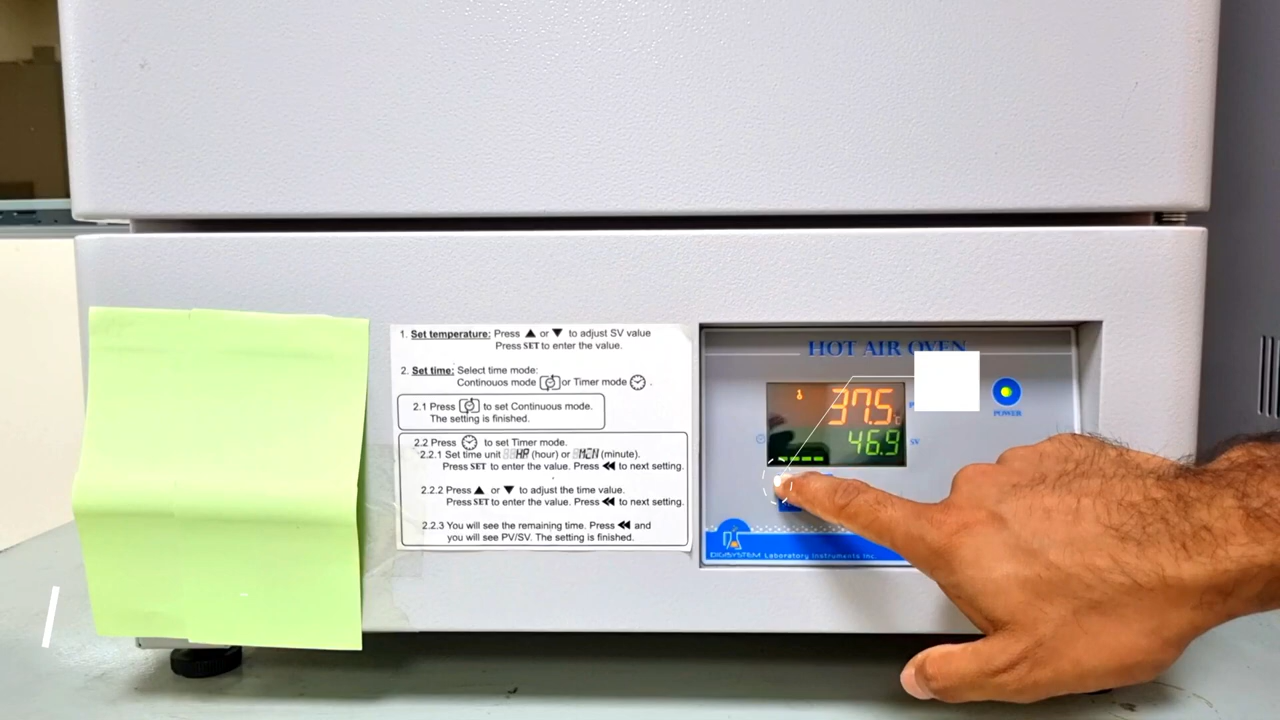 1. Set temperature: Press ▲ or ▼ to adjust SV value
Press SET to enter the value.
2. Set time: Select time mode:
Continouos mode or Timer mode .
2.1 Press to set Continuous mode.
The setting is finished.
2.2 Press to set Timer mode.
2.2.1 Set time unit HR (hour) or MIN (minute).
Press SET to enter the value. Press ◀◀ to next setting.
2.2.2 Press ▲ or ▼ to adjust the time value.
Press SET to enter the value. Press ◀◀ to next setting.
2.2.3 You will see the remaining time. Press ◀◀ and
you will see PV/SV. The setting is finished.
HOT AIR OVEN
37.5
46.9 SV
POWER
DIGISYSTEM Laboratory Instruments Inc.